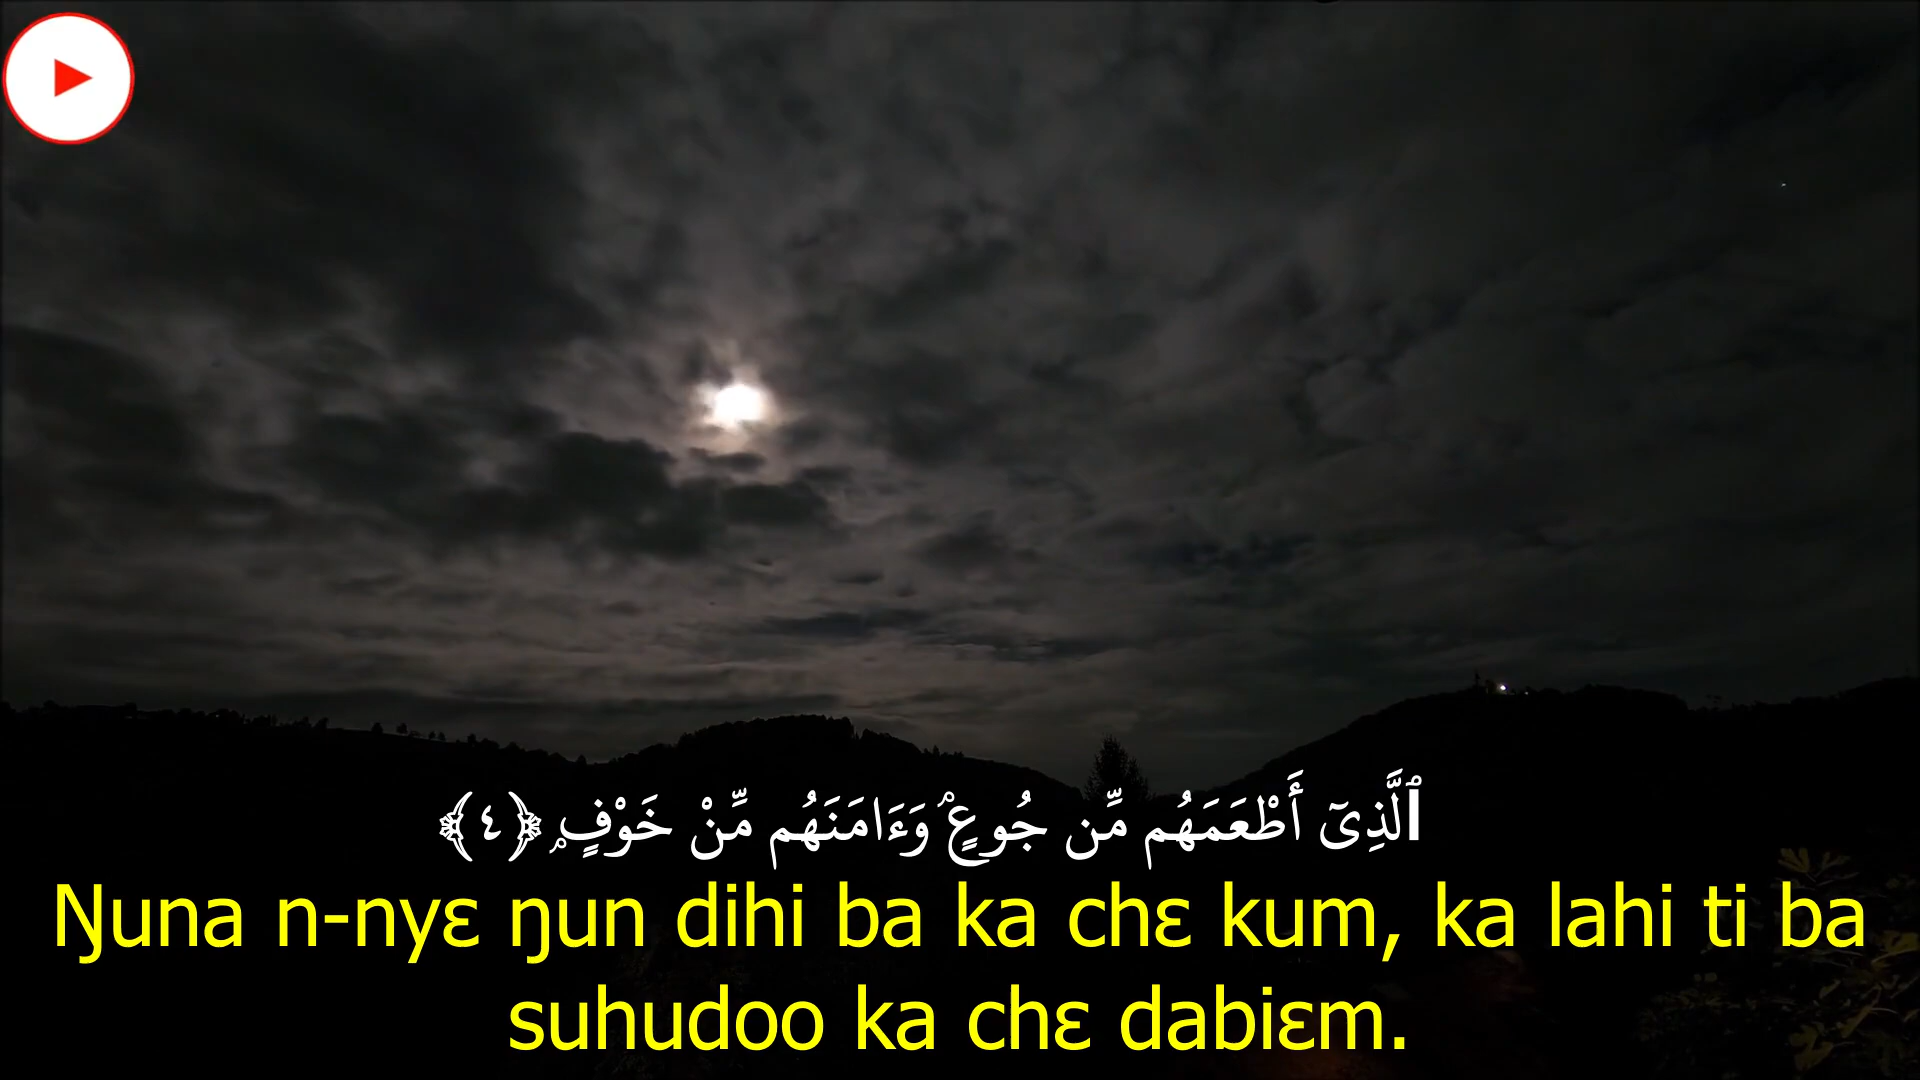 ٱلَّذِىٓ أَطْعَمَهُم مِّن جُوعٍۢ وَءَامَنَهُم مِّنْ خَوْفٍۭ ﴿٤﴾
Ŋuna n-nyɛ ŋun dihi ba ka chɛ kum, ka lahi ti ba
suhudoo ka chɛ dabiɛm.